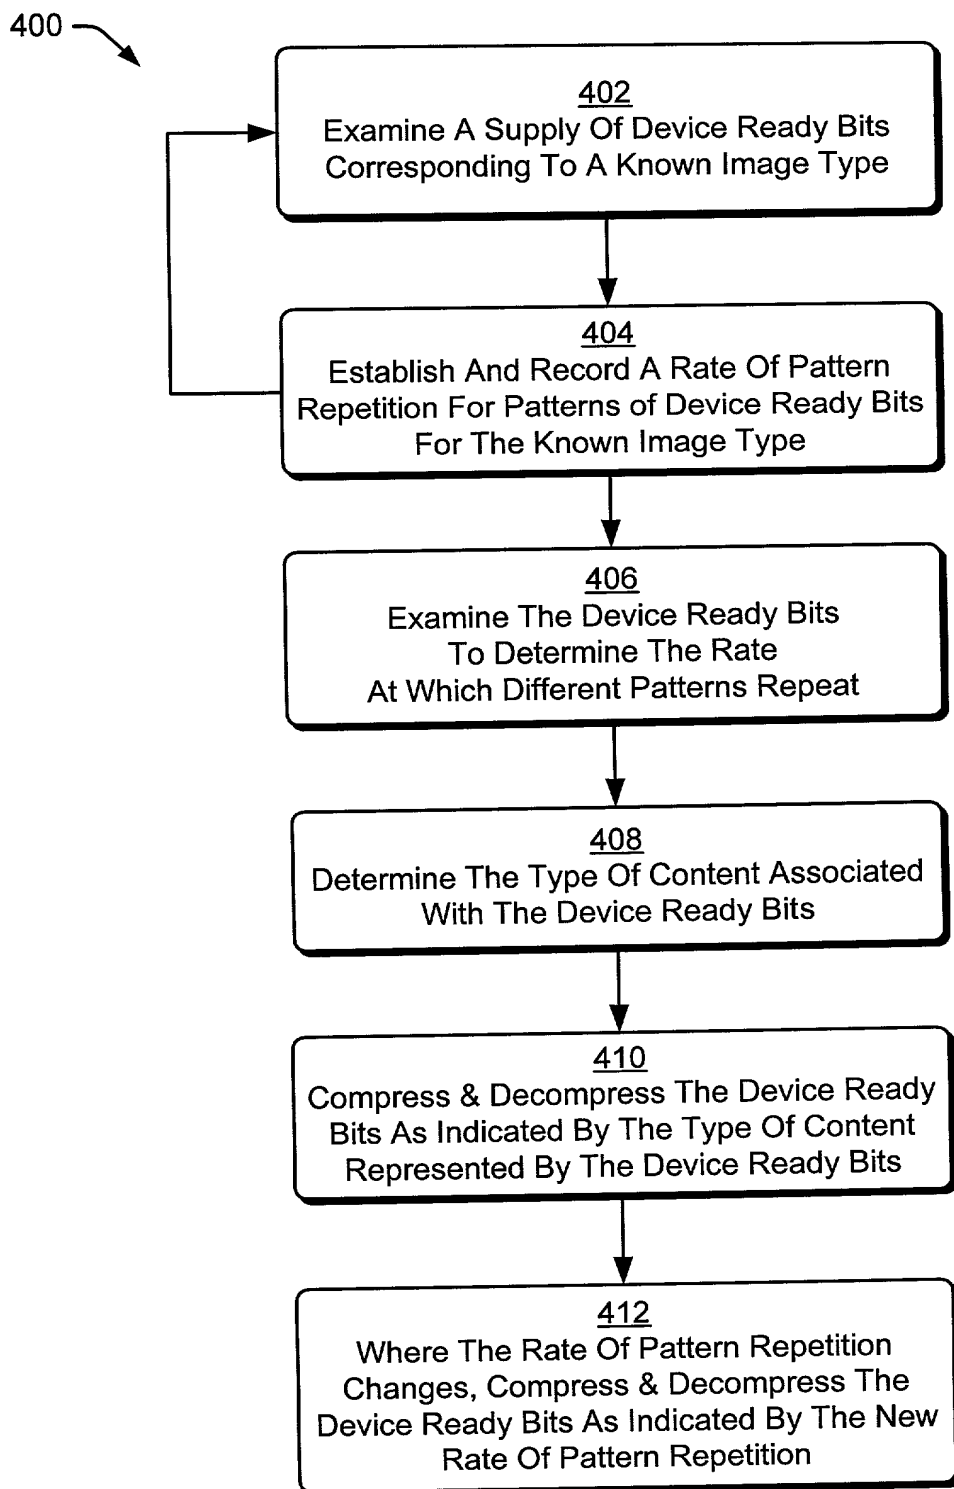 400
402
Examine A Supply Of Device Ready Bits
Corresponding To A Known Image Type
404
Establish And Record A Rate Of Pattern
Repetition For Patterns of Device Ready Bits
For The Known Image Type
406
Examine The Device Ready Bits
To Determine The Rate
At Which Different Patterns Repeat
408
Determine The Type Of Content Associated
With The Device Ready Bits
410
Compress & Decompress The Device Ready
Bits As Indicated By The Type Of Content
Represented By The Device Ready Bits
412
Where The Rate Of Pattern Repetition
Changes, Compress & Decompress The
Device Ready Bits As Indicated By The New
Rate Of Pattern Repetition